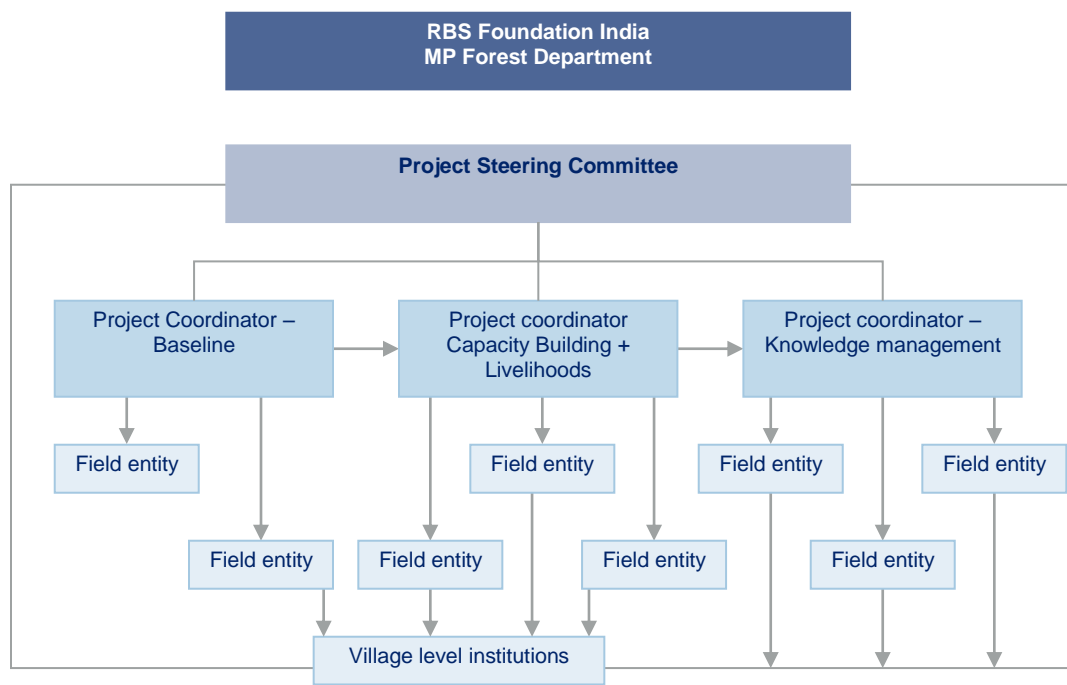 RBS Foundation India
MP Forest Department
Project Steering Committee
Project Coordinator –
Baseline
Project coordinator
Capacity Building +
Livelihoods
Project coordinator –
Knowledge management
Field entity
Field entity
Field entity
Field entity
Field entity
Field entity
Field entity
Field entity
Village level institutions